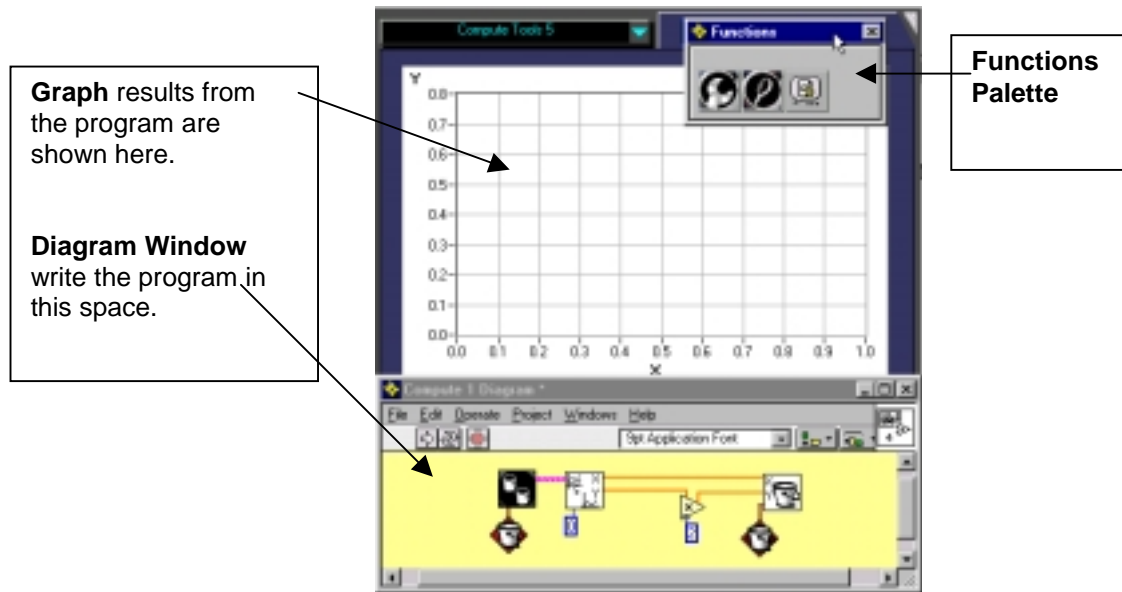 Graph results from
the program are
shown here.
Diagram Window
write the program in
this space.
Compute Tools 5
Functions
Functions
Palette
Y
0.8
0.7
0.6
0.5
0.4
0.3
0.2
0.1
0.0
0.0 0.1 0.2 0.3 0.4 0.5 0.6 0.7 0.8 0.9 1.0
X
Compute 1 Diagram *
File Edit Operate Project Windows Help
9pt Application Font
X
Y